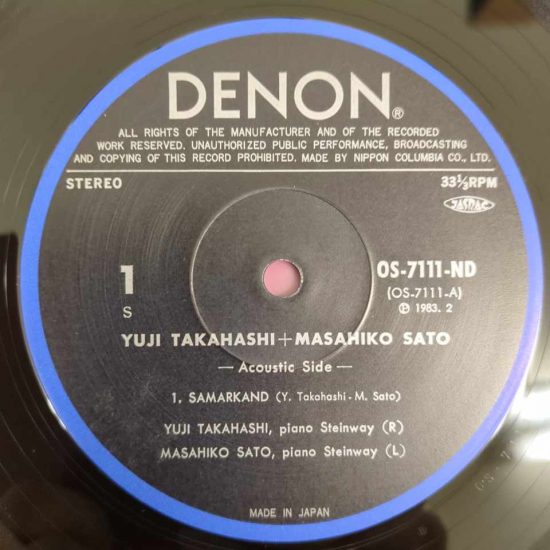 DENON®
ALL RIGHTS OF THE MANUFACTURER AND OF THE RECORDED
WORK RESERVED. UNAUTHORIZED PUBLIC PERFORMANCE, BROADCASTING
AND COPYING OF THIS RECORD PROHIBITED. MADE BY NIPPON COLUMBIA CO., LTD.
STEREO
33⅓RPM
JASRAC
1
S
OS-7111-ND
(OS-7111-A)
℗ 1983. 2
YUJI TAKAHASHI+MASAHIKO SATO
— Acoustic Side —
1. SAMARKAND (Y. Takahashi - M. Sato)
YUJI TAKAHASHI, piano Steinway (R)
MASAHIKO SATO, piano Steinway (L)
MADE IN JAPAN